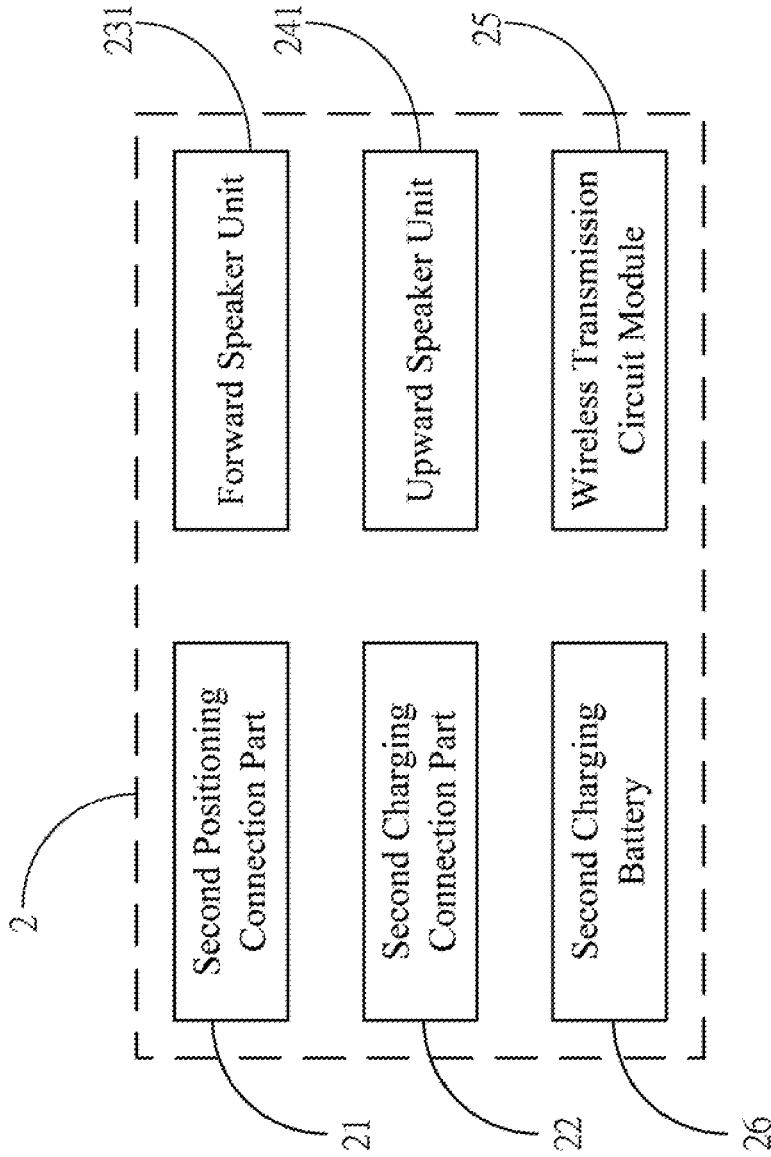 2
21
Second Positioning
Connection Part
Forward Speaker Unit
231
22
Second Charging
Connection Part
Upward Speaker Unit
241
26
Second Charging
Battery
Wireless Transmission
Circuit Module
25